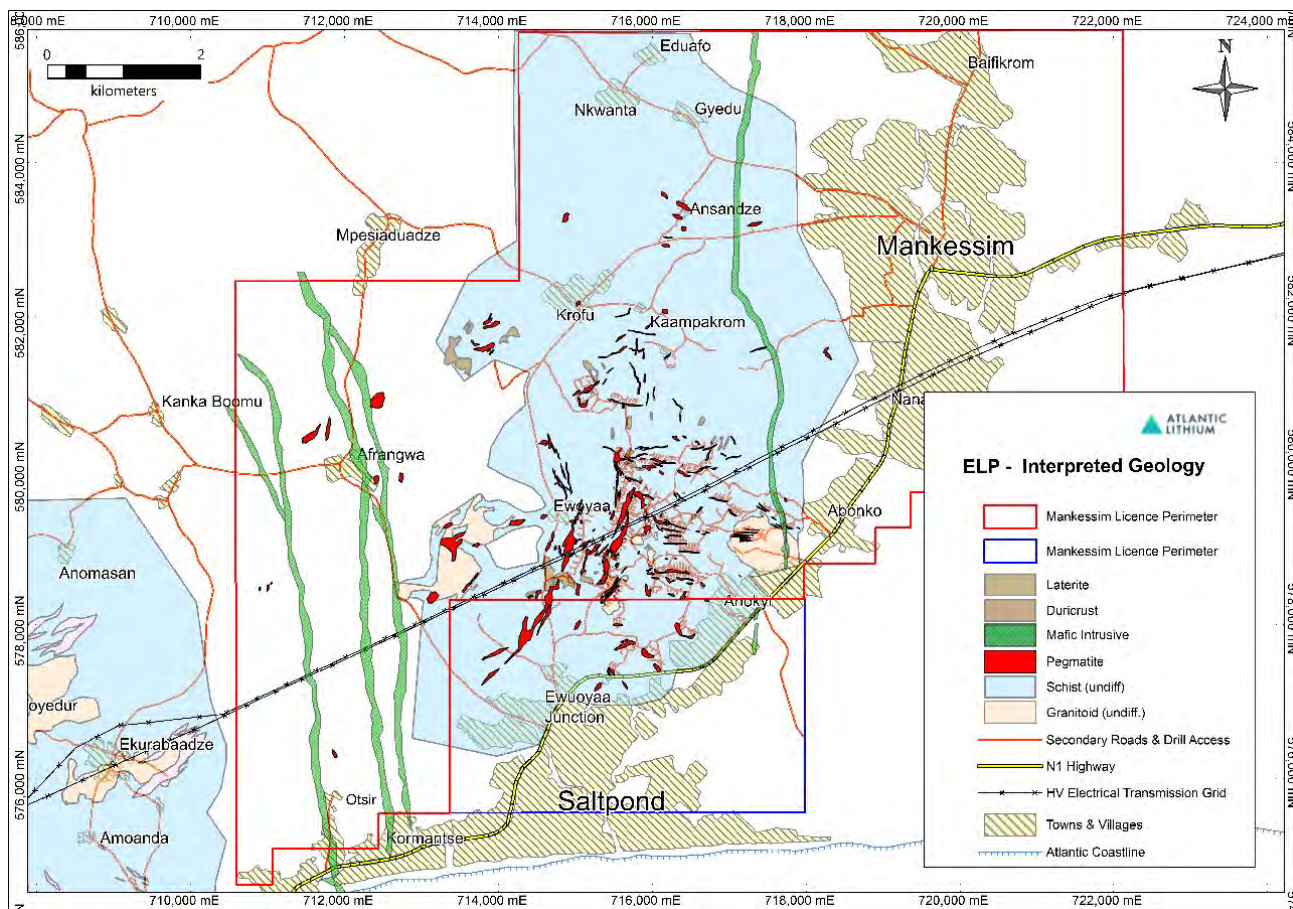 710,000 mE
712,000 mE
714,000 mE
716,000 mE
718,000 mE
720,000 mE
722,000 mE
724,000 mE
0
2
kilometers
N
Eduafo
Baifikrom
Nkwanta
Gyedu
584,000 mN
Ansandze
Mpesiaduadze
Mankessim
582,000 mN
Krofu
Kaampakrom
Kanka Boomu
Afrangwa
580,000 mN
Ewoyaa
Abonko
Anomasan
578,000 mN
Anokyi
oyedur
Ewuoyaa
Junction
Ekurabaadze
576,000 mN
Otsir
Saltpond
Amoanda
Kormantse
ATLANTIC
LITHIUM
ELP - Interpreted Geology
Mankessim Licence Perimeter
Mankessim Licence Perimeter
Laterite
Duricrust
Mafic Intrusive
Pegmatite
Schist (undiff)
Granitoid (undiff.)
Secondary Roads & Drill Access
N1 Highway
HV Electrical Transmission Grid
Towns & Villages
Atlantic Coastline
710,000 mE
712,000 mE
714,000 mE
716,000 mE
718,000 mE
720,000 mE
722,000 mE
724,000 mE